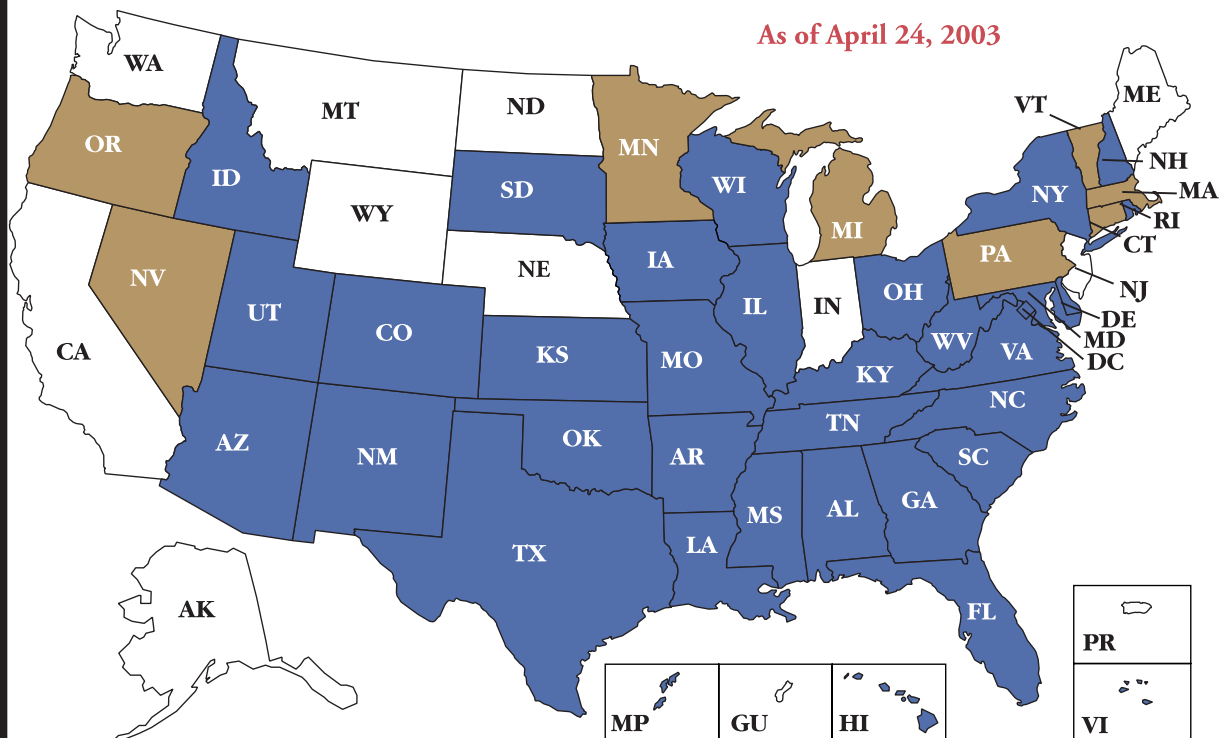 As of April 24, 2003
WA
MT
ND
MN
ME
VT
OR
ID
SD
WI
NH
NY
MA
WY
MI
RI
CT
NV
NE
IA
PA
NJ
UT
CO
IL
IN
OH
DE
MD
DC
CA
KS
MO
WV
VA
KY
NC
AZ
NM
OK
AR
TN
SC
MS
AL
GA
TX
LA
AK
FL
PR
MP
GU
HI
VI